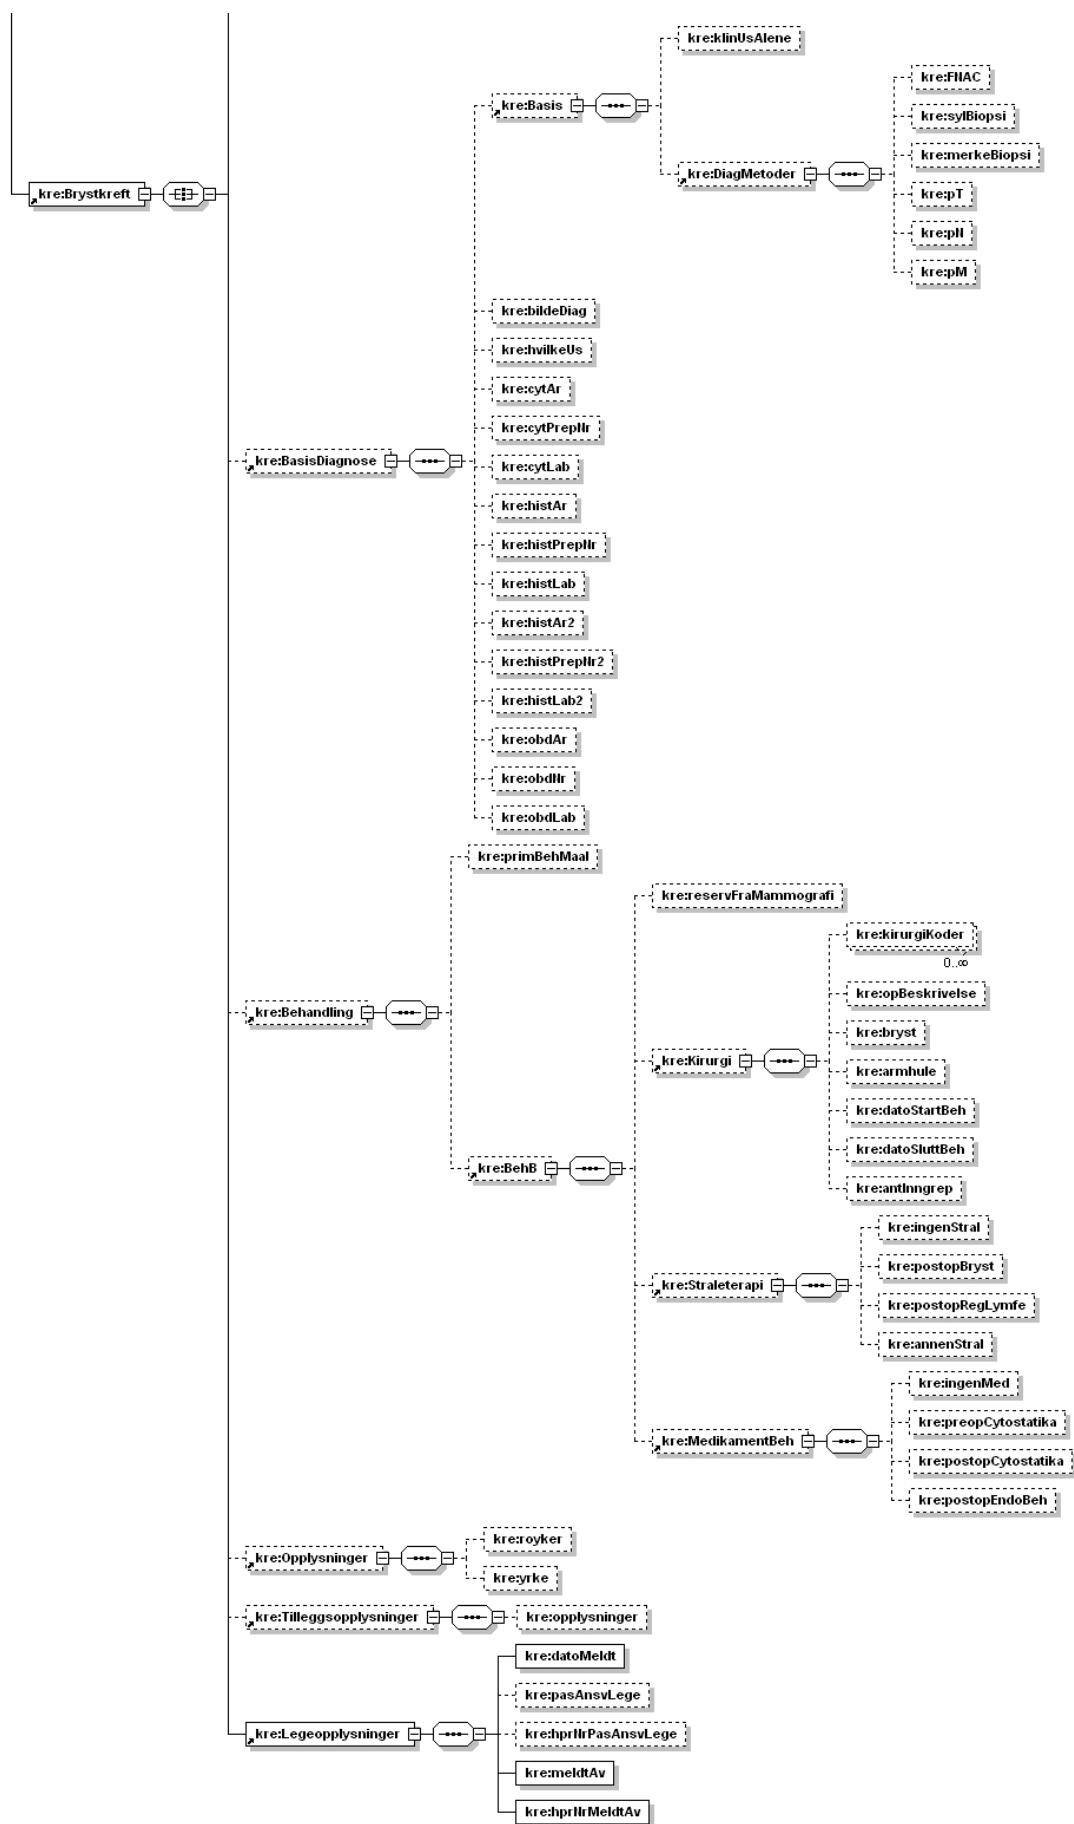 kre:klinUsAlene
kre:FNAC
kre:Basis
kre:sylBiopsi
kre:merkeBiopsi
kre:DiagMetoder
kre:Brystkreft
kre:pT
kre:pN
kre:pM
kre:bildeDiag
kre:hvilkeUs
kre:cytAr
kre:cytPrepNr
kre:BasisDiagnose
kre:cytLab
kre:histAr
kre:histPrepNr
kre:histLab
kre:histAr2
kre:histPrepNr2
kre:histLab2
kre:obdAr
kre:obdNr
kre:obdLab
kre:primBehMaal
kre:reservFraMammografi
kre:kirurgiKoder
0..∞
kre:opBeskrivelse
kre:Behandling
kre:bryst
kre:Kirurgi
kre:armhule
kre:datoStartBeh
kre:datoSluttBeh
kre:BehB
kre:antInngrep
kre:ingenStral
kre:postopBryst
kre:Straleterapi
kre:postopRegLymfe
kre:annenStral
kre:ingenMed
kre:preopCytostatika
kre:MedikamentBeh
kre:postopCytostatika
kre:postopEndoBeh
kre:royker
kre:Opplysninger
kre:yrke
kre:Tilleggsopplysninger
kre:opplysninger
kre:datoMeldt
kre:pasAnsvLege
kre:Legeopplysninger
kre:hprNrPasAnsvLege
kre:meldtAv
kre:hprNrMeldtAv